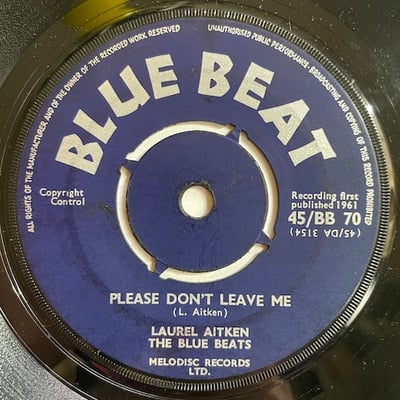 ALL RIGHTS OF THE MANUFACTURER, AND OF THE OWNER OF THE RECORDED WORK RESERVED
UNAUTHORISED PUBLIC PERFORMANCE, BROADCASTING AND COPYING OF THIS RECORD PROHIBITED
BLUE BEAT
Copyright
Control
Recording first
published 1961
45/BB 70
(45/DA 3154)
PLEASE DON'T LEAVE ME
(L. Aitken)
LAUREL AITKEN
THE BLUE BEATS
MELODISC RECORDS
LTD.